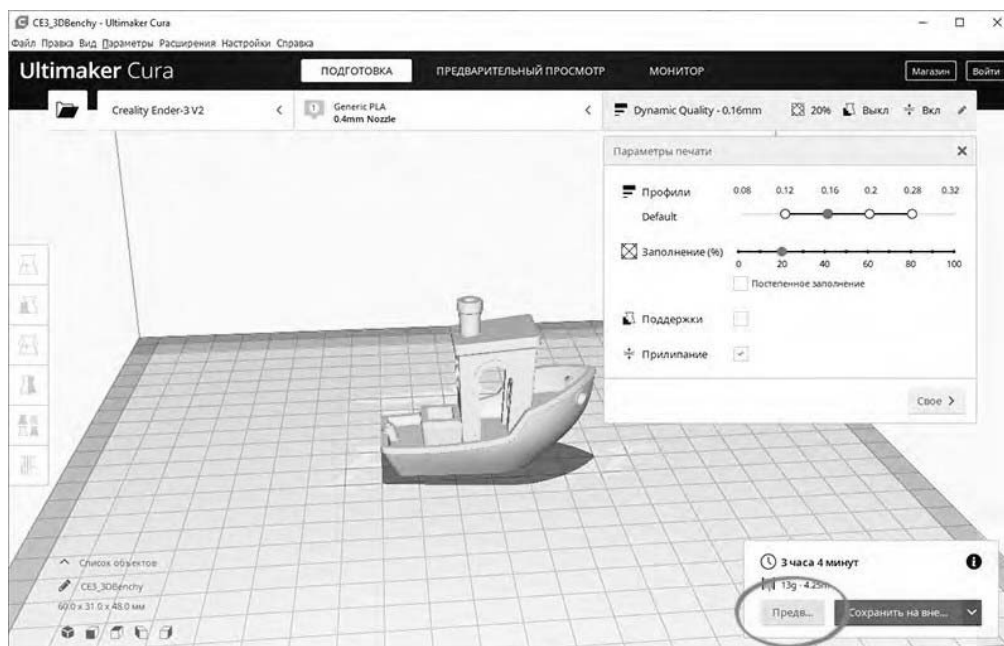 CE3_3DBenchy - Ultimaker Cura
Файл Правка Вид Параметры Расширения Настройки Справка
Ultimaker Cura
ПОДГОТОВКА
ПРЕДВАРИТЕЛЬНЫЙ ПРОСМОТР
МОНИТОР
Магазин
Войти
Creality Ender-3 V2
1
Generic PLA
0.4mm Nozzle
Dynamic Quality - 0.16mm
20%
Выкл
Вкл
Параметры печати
Профили
0.08 0.12 0.16 0.2 0.28 0.32
Default
Заполнение (%)
0 20 40 60 80 100
Постепенное заполнение
Поддержки
Прилипание
Свое
Список объектов
CE3_3DBenchy
60.0 x 31.0 x 48.0 мм
3 часа 4 минут
13g · 4.25m
Предв...
Сохранить на вне...